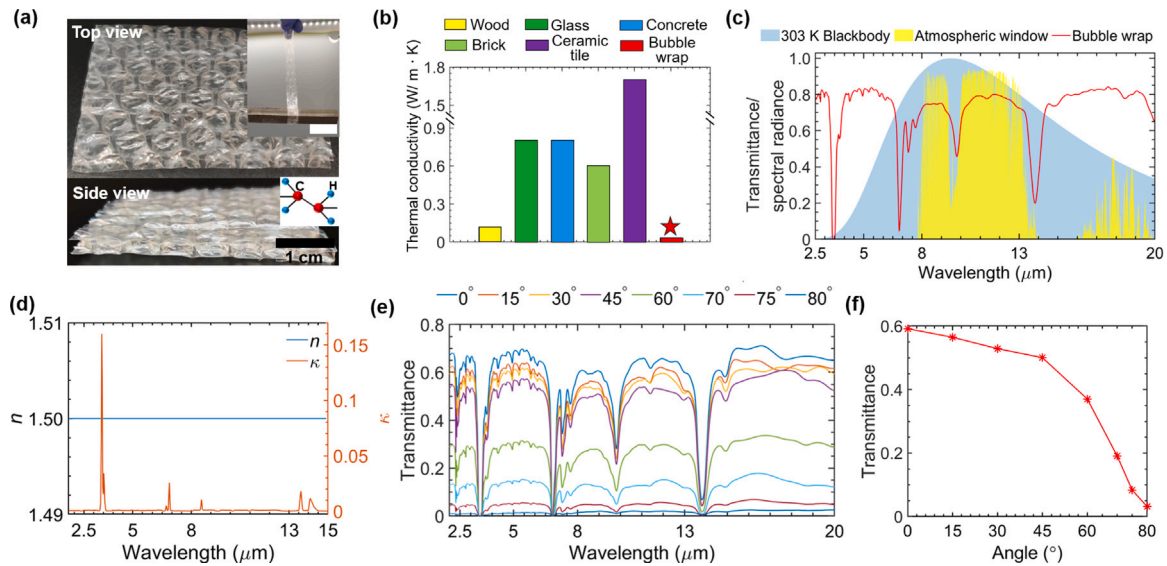 (a)
Top view
Side view
C
H
1 cm
(b)
Wood
Glass
Concrete
Brick
Ceramic tile
Bubble wrap
Thermal conductivity (W/ m · K)
1.8
1.5
0.9
0.6
0.3
0
(c)
303 K Blackbody
Atmospheric window
Bubble wrap
Transmittance/
spectral radiance
1.0
0.8
0.6
0.4
0.2
0
2.5 5 8 13 20
Wavelength (μm)
(d)
1.51
1.50
1.49
n
n
κ
0.15
0.1
0.05
0
κ
2.5 5 8 13 15
Wavelength (μm)
(e)
0° 15° 30° 45° 60° 70° 75° 80°
Transmittance
0.8
0.6
0.4
0.2
0
2.5 5 8 13 20
Wavelength (μm)
(f)
Transmittance
0.6
0.4
0.2
0.0
0 15 30 45 60 75 80
Angle (°)